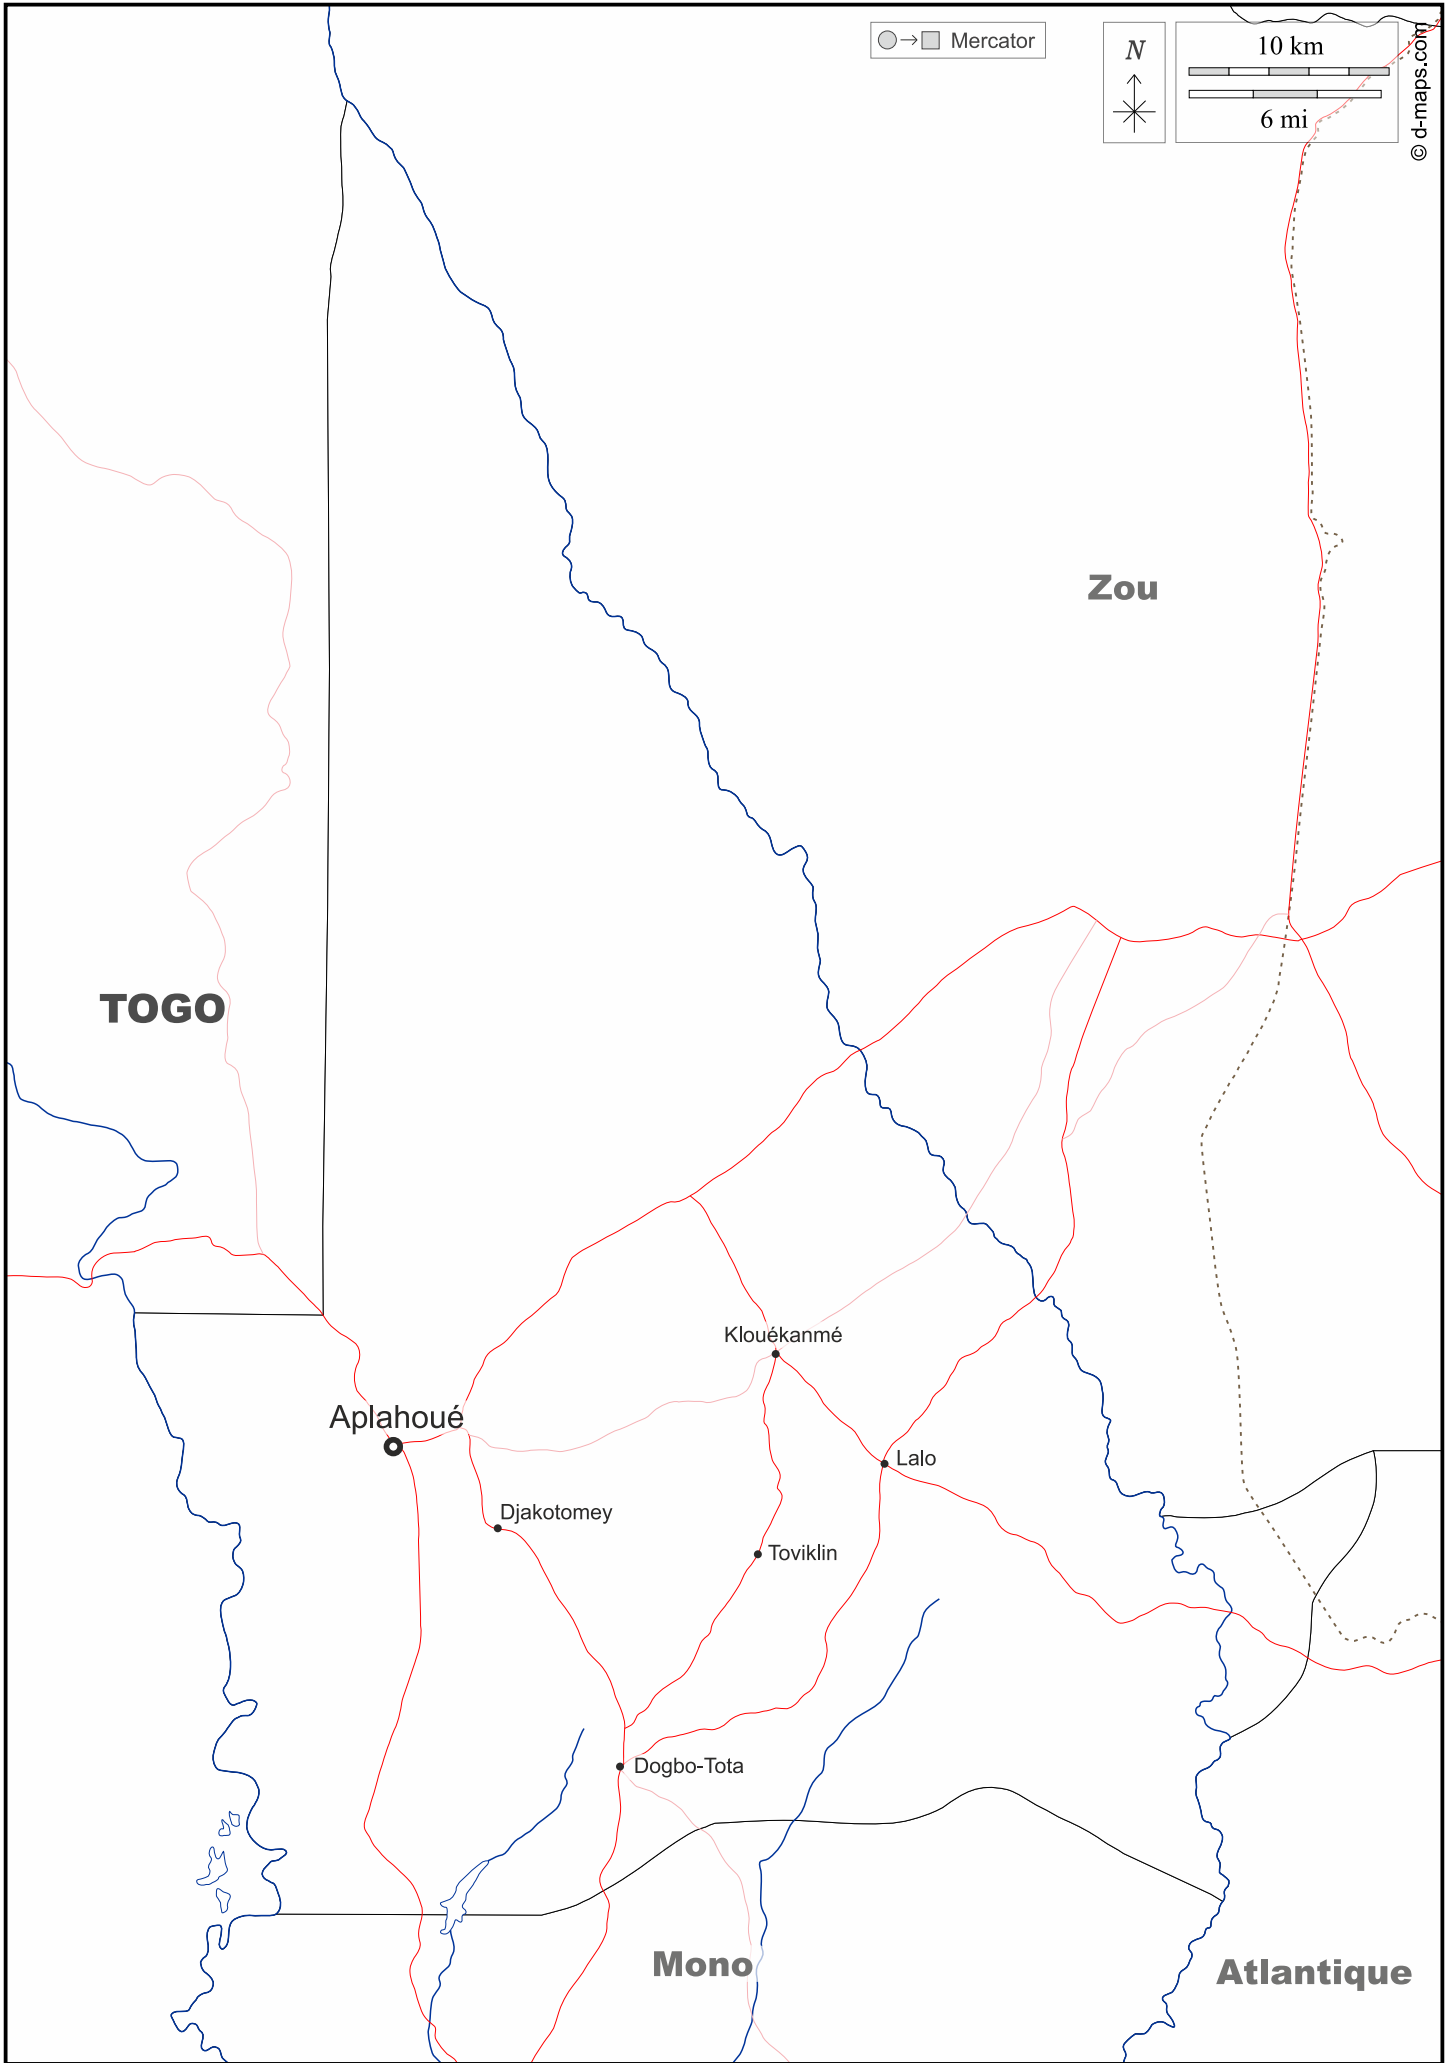 Mercator
N
10 km
6 mi
© d-maps.com
Zou
TOGO
Klouékanmé
Aplahoué
Lalo
Djakotomey
Toviklin
Dogbo-Tota
Mono
Atlantique